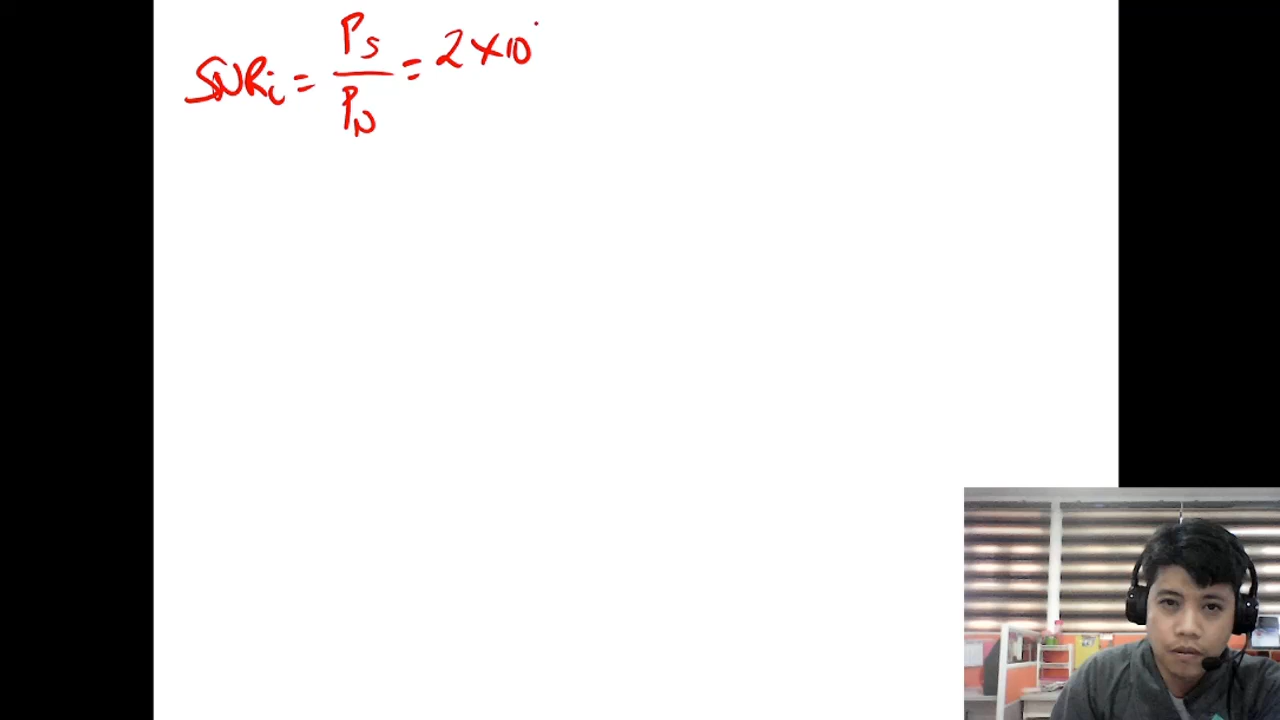 SNRi = Ps/PN = 2 × 10